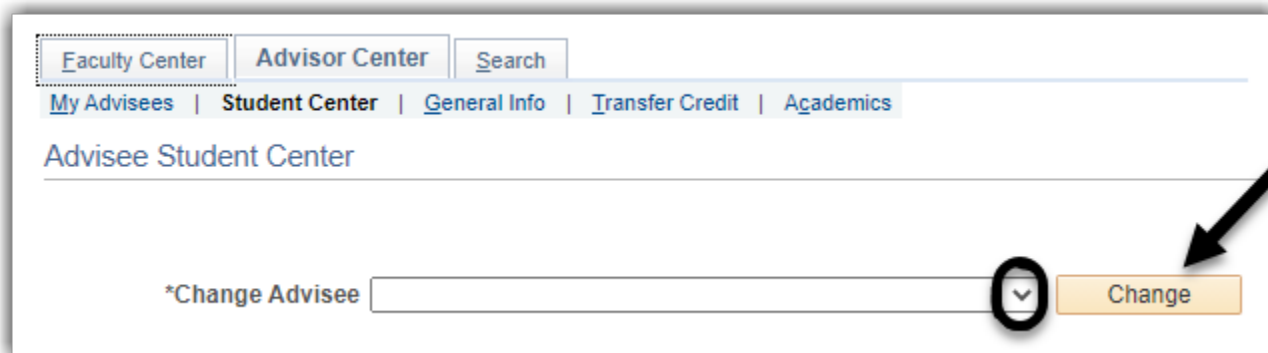 Faculty Center Advisor Center Search
My Advisees | Student Center | General Info | Transfer Credit | Academics
Advisee Student Center
*Change Advisee Change